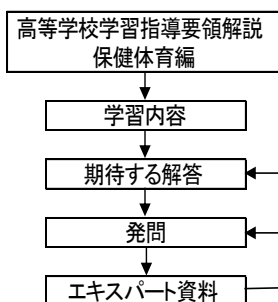 高等学校学習指導要領解説
保健体育編
学習内容
期待する解答
発問
エキスパート資料